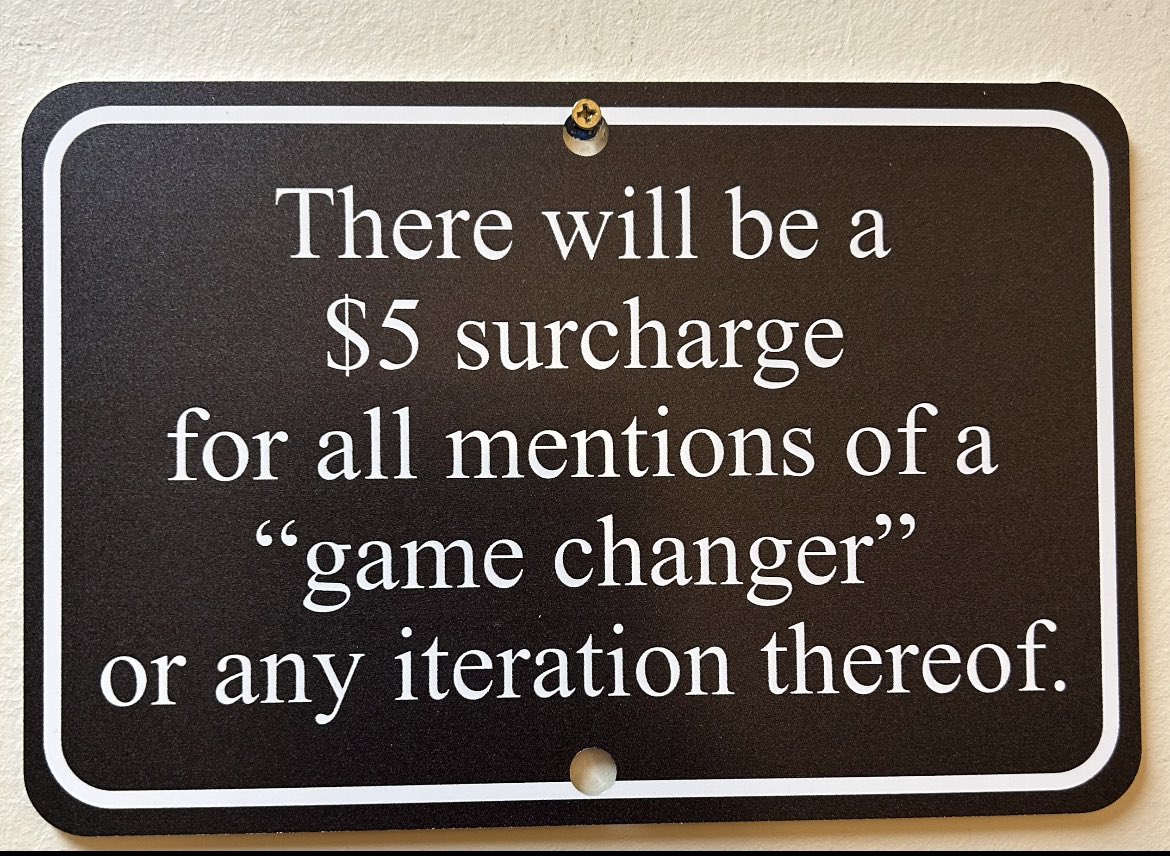 There will be a
$5 surcharge
for all mentions of a
“game changer”
or any iteration thereof.